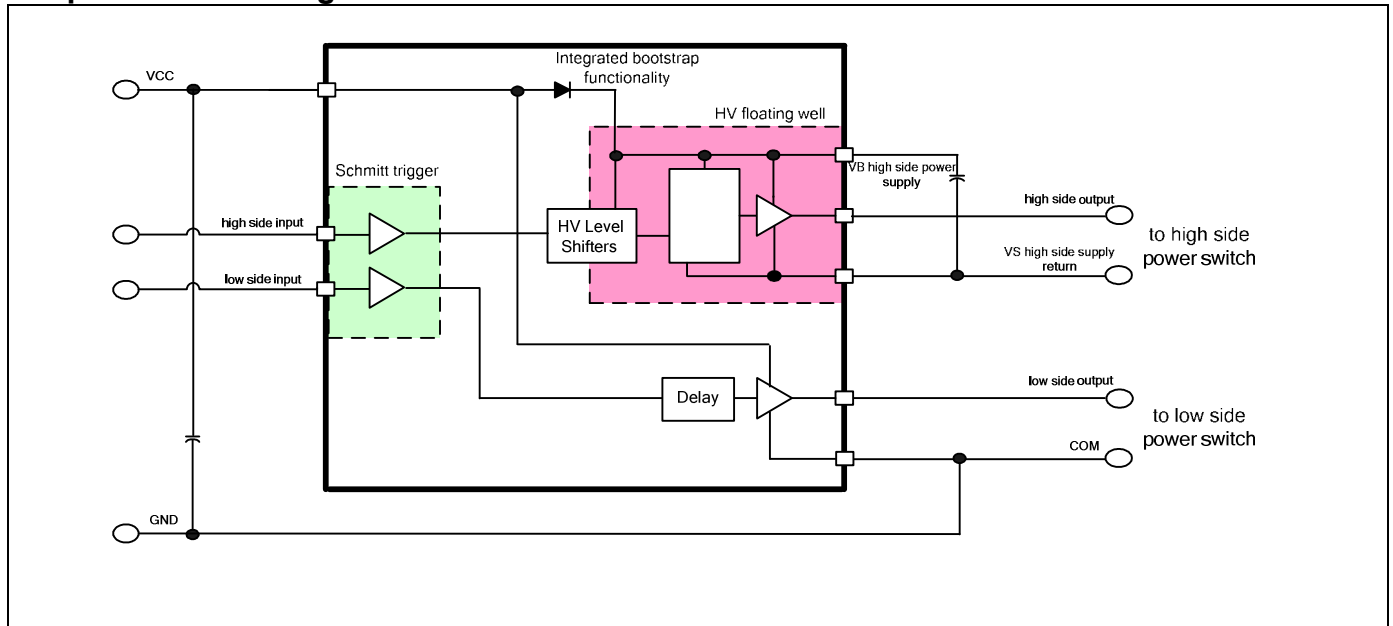 Integrated bootstrap
functionality
VCC
HV floating well
Schmitt trigger
VB high side power
supply
high side input
high side output
HV Level
Shifters
to high side
power switch
VS high side supply
return
low side input
low side output
Delay
to low side
power switch
COM
GND